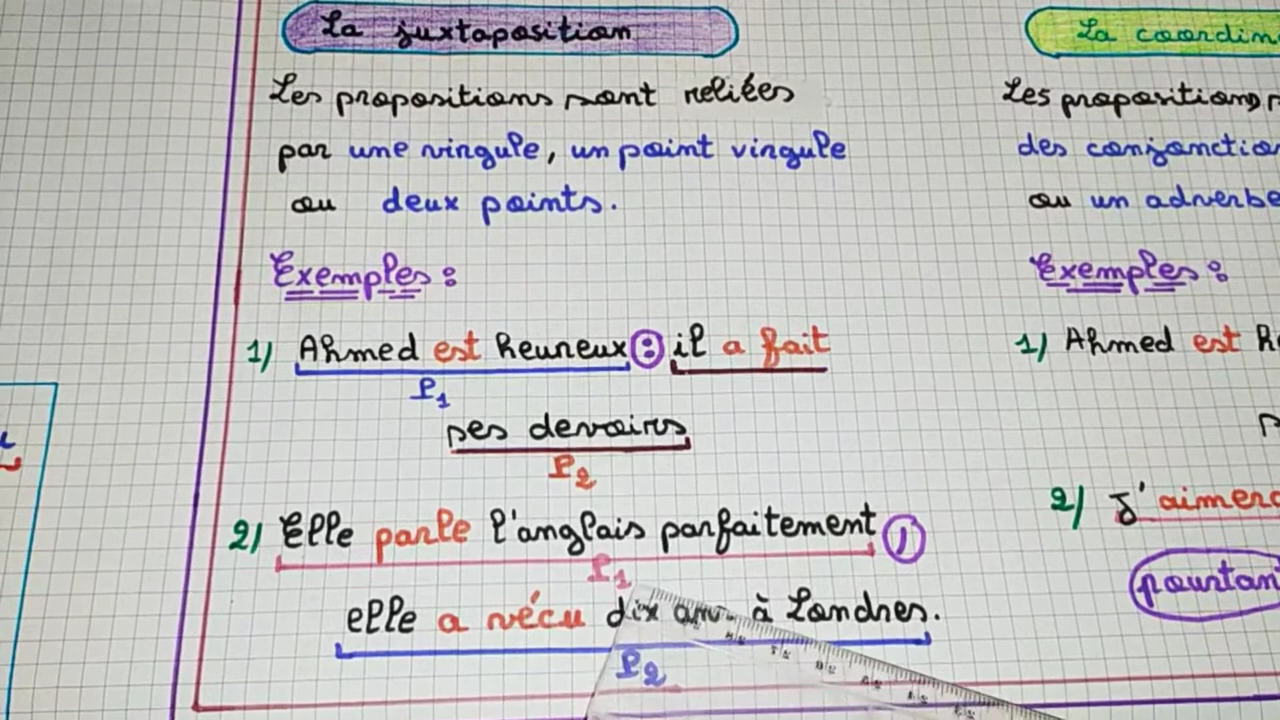 La juxtaposition
Les propositions sont reliées
par une virgule, un point virgule
ou deux points.
Exemples :
1) Ahmed est heureux : il a fait
P1
ses devoirs
P2
2) Elle parle l'anglais parfaitement ,
P1
elle a vécu dix ans à Londres.
P2
La coordin
Les propositions
des conjonctio
ou un adverbe
Exemples :
1) Ahmed est he
2) J'aimera
pourtan